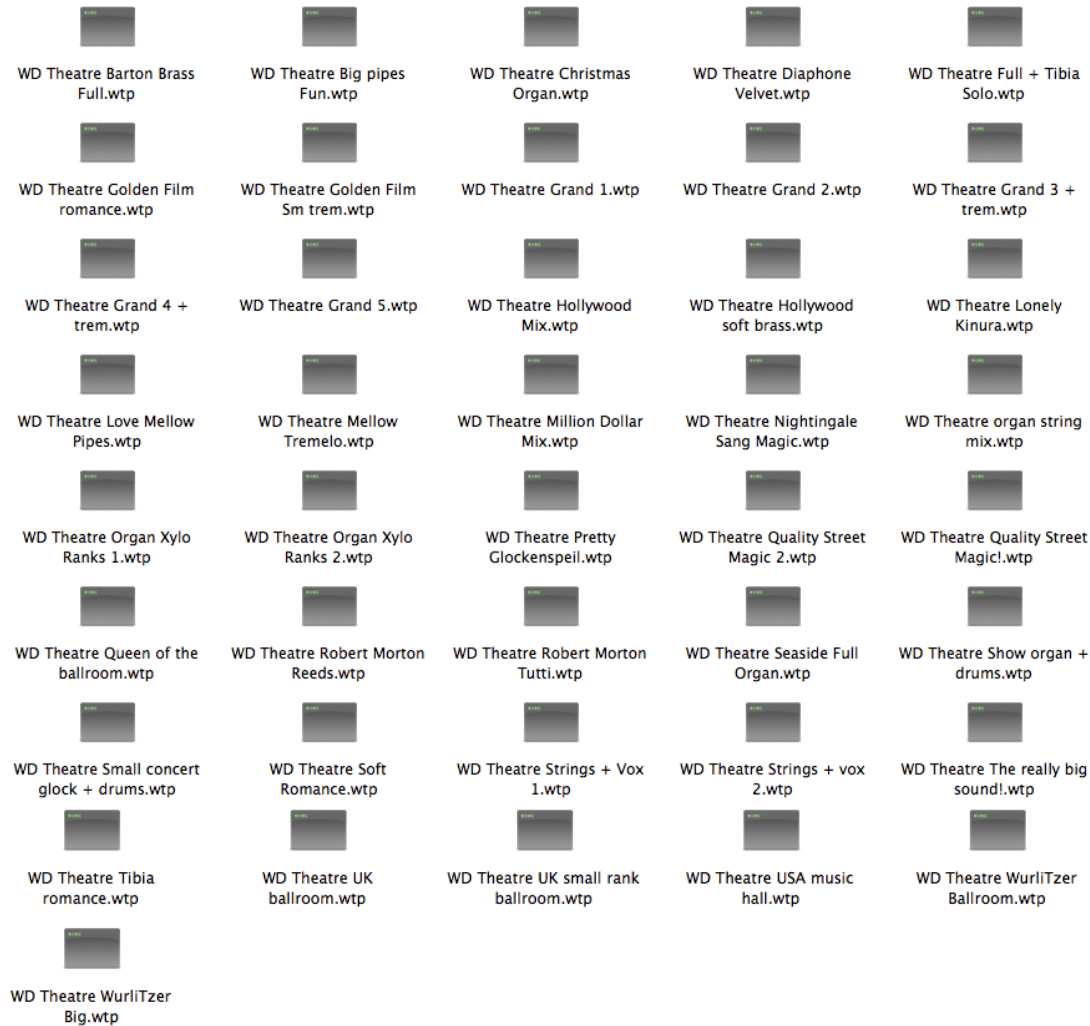 WD Theatre Barton Brass
Full.wtp
WD Theatre Big pipes
Fun.wtp
WD Theatre Christmas
Organ.wtp
WD Theatre Diaphone
Velvet.wtp
WD Theatre Full + Tibia
Solo.wtp
WD Theatre Golden Film
romance.wtp
WD Theatre Golden Film
Sm trem.wtp
WD Theatre Grand 1.wtp
WD Theatre Grand 2.wtp
WD Theatre Grand 3 +
trem.wtp
WD Theatre Grand 4 +
trem.wtp
WD Theatre Grand 5.wtp
WD Theatre Hollywood
Mix.wtp
WD Theatre Hollywood
soft brass.wtp
WD Theatre Lonely
Kinura.wtp
WD Theatre Love Mellow
Pipes.wtp
WD Theatre Mellow
Tremelo.wtp
WD Theatre Million Dollar
Mix.wtp
WD Theatre Nightingale
Sang Magic.wtp
WD Theatre organ string
mix.wtp
WD Theatre Organ Xylo
Ranks 1.wtp
WD Theatre Organ Xylo
Ranks 2.wtp
WD Theatre Pretty
Glockenspeil.wtp
WD Theatre Quality Street
Magic 2.wtp
WD Theatre Quality Street
Magic!.wtp
WD Theatre Queen of the
ballroom.wtp
WD Theatre Robert Morton
Reeds.wtp
WD Theatre Robert Morton
Tutti.wtp
WD Theatre Seaside Full
Organ.wtp
WD Theatre Show organ +
drums.wtp
WD Theatre Small concert
glock + drums.wtp
WD Theatre Soft
Romance.wtp
WD Theatre Strings + Vox
1.wtp
WD Theatre Strings + vox
2.wtp
WD Theatre The really big
sound!.wtp
WD Theatre Tibia
romance.wtp
WD Theatre UK
ballroom.wtp
WD Theatre UK small rank
ballroom.wtp
WD Theatre USA music
hall.wtp
WD Theatre WurliTzer
Ballroom.wtp
WD Theatre WurliTzer
Big.wtp